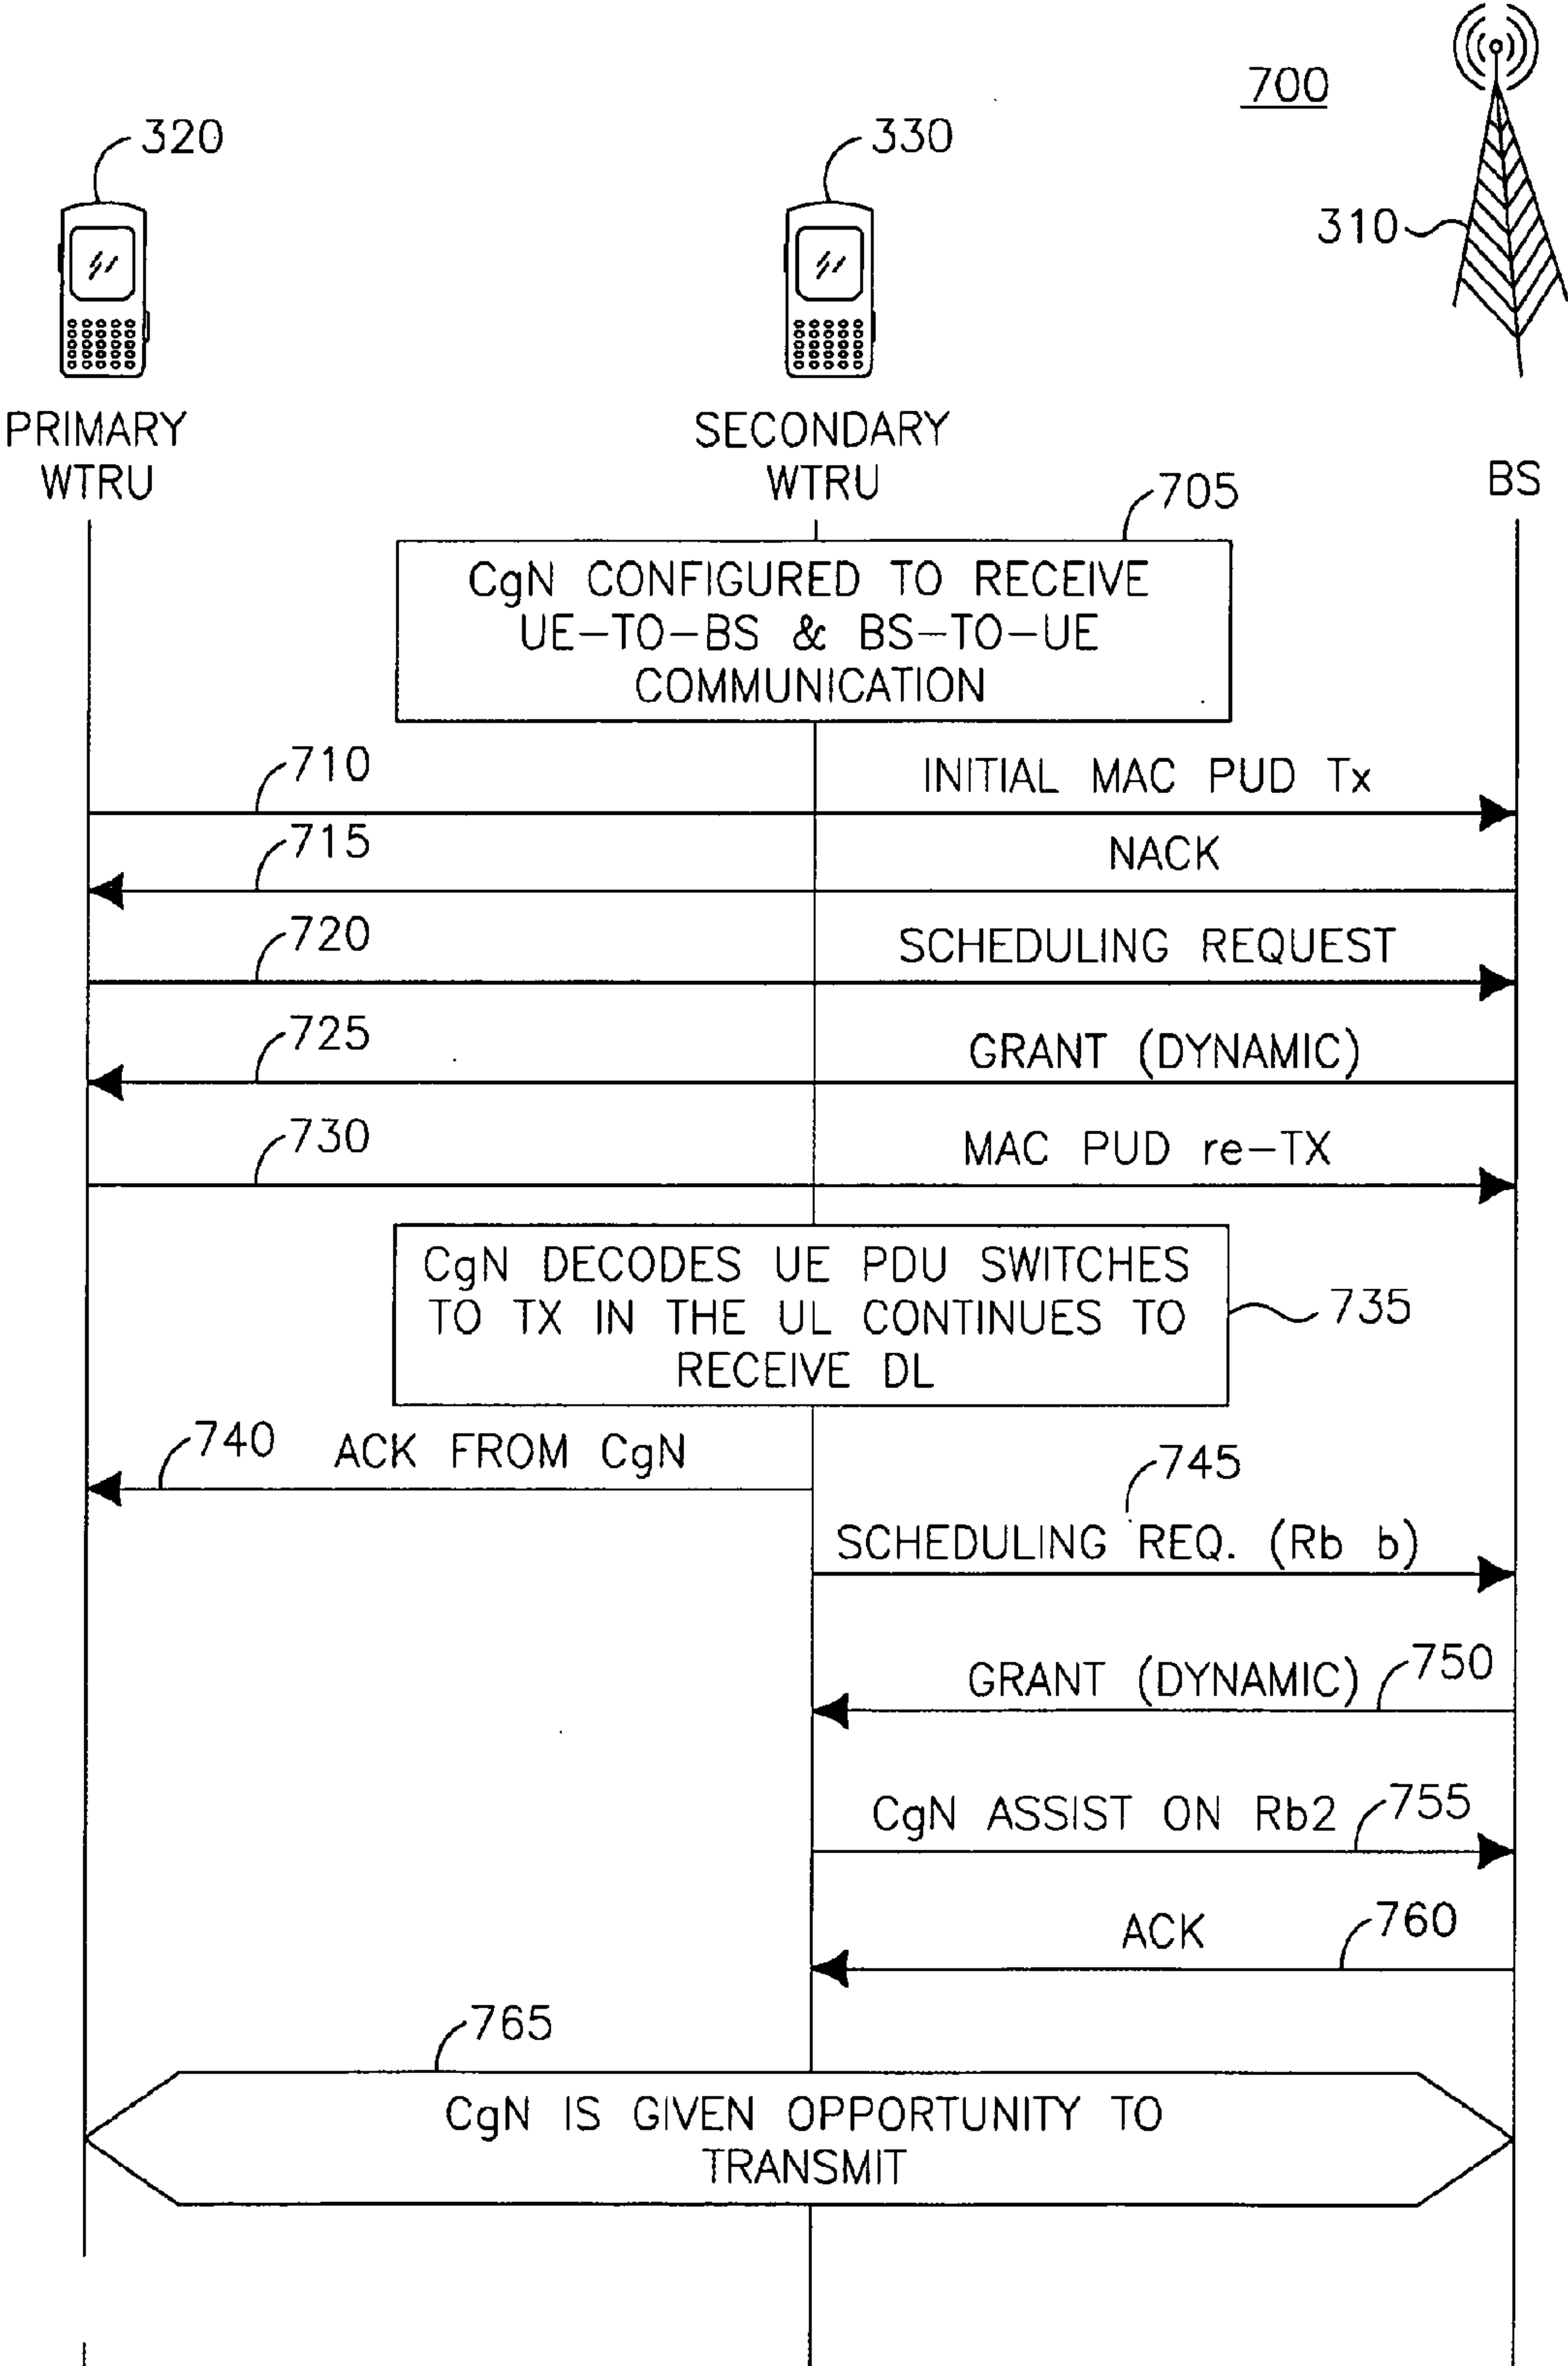 700
320
330
310
PRIMARY
WTRU
SECONDARY
WTRU
BS
705
CgN CONFIGURED TO RECEIVE
UE-TO-BS & BS-TO-UE
COMMUNICATION
710
INITIAL MAC PUD Tx
715
NACK
720
SCHEDULING REQUEST
725
GRANT (DYNAMIC)
730
MAC PUD re-TX
CgN DECODES UE PDU SWITCHES
TO TX IN THE UL CONTINUES TO
RECEIVE DL
735
740
ACK FROM CgN
745
SCHEDULING REQ. (Rb b)
GRANT (DYNAMIC)
750
CgN ASSIST ON Rb2
755
ACK
760
765
CgN IS GIVEN OPPORTUNITY TO
TRANSMIT